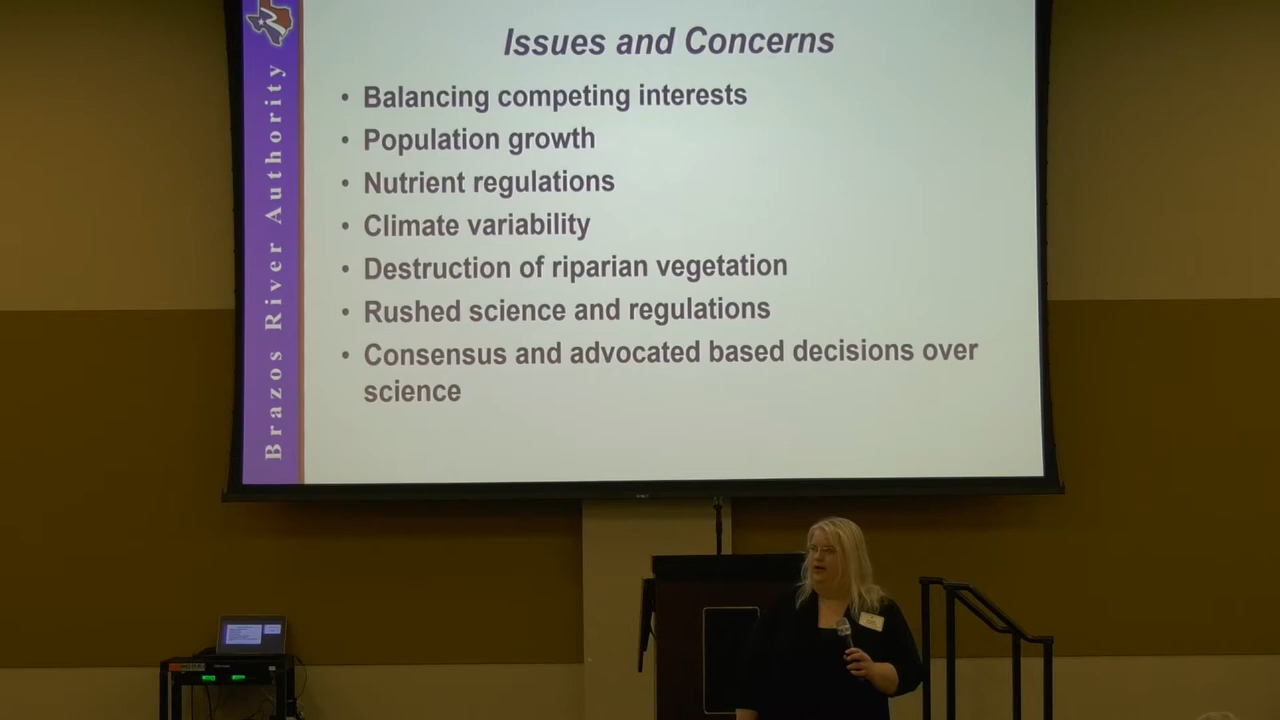 Brazos River Authority
Issues and Concerns
• Balancing competing interests
• Population growth
• Nutrient regulations
• Climate variability
• Destruction of riparian vegetation
• Rushed science and regulations
• Consensus and advocated based decisions over
science